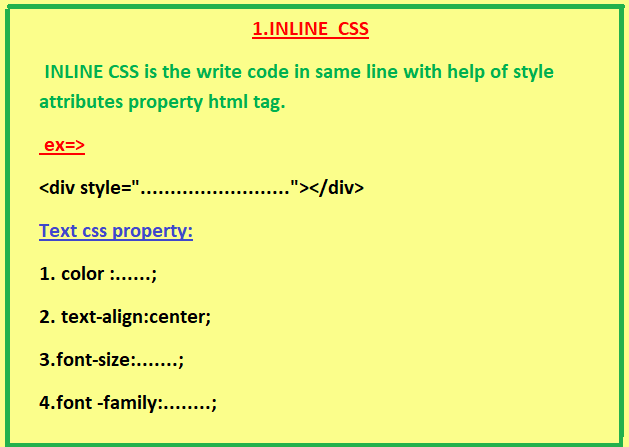 1.INLINE CSS
INLINE CSS is the write code in same line with help of style
attributes property html tag.
ex=>
<div style="........................."></div>
Text css property:
1. color :......;
2. text-align:center;
3.font-size:.......;
4.font -family:........;